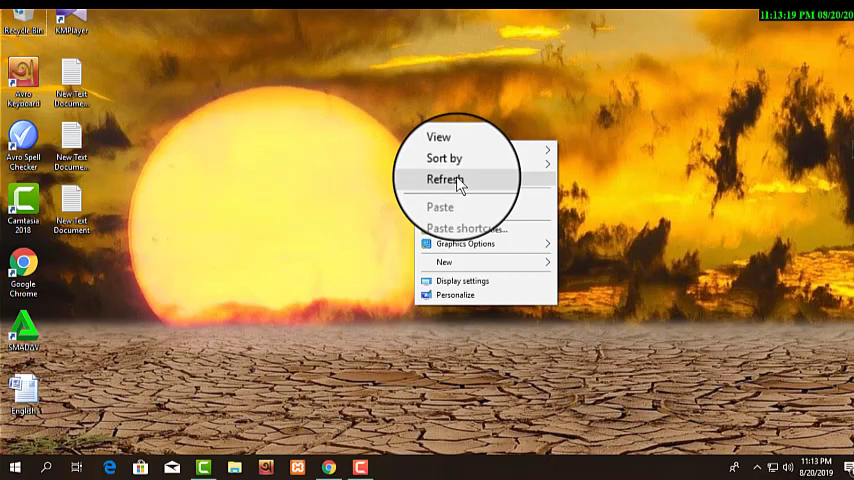 11:13:19 PM 08/20/20
Recycle Bin
KMPlayer
Avro
Keyboard
New Text
Docume...
Avro Spell
Checker
New Text
Docume...
Camtasia
2018
New Text
Document
Google
Chrome
SMADAV
English
View
Sort by
Refresh
Paste
Paste shortc...
Graphics Options
New
Display settings
Personalize
11:13 PM
8/20/2019